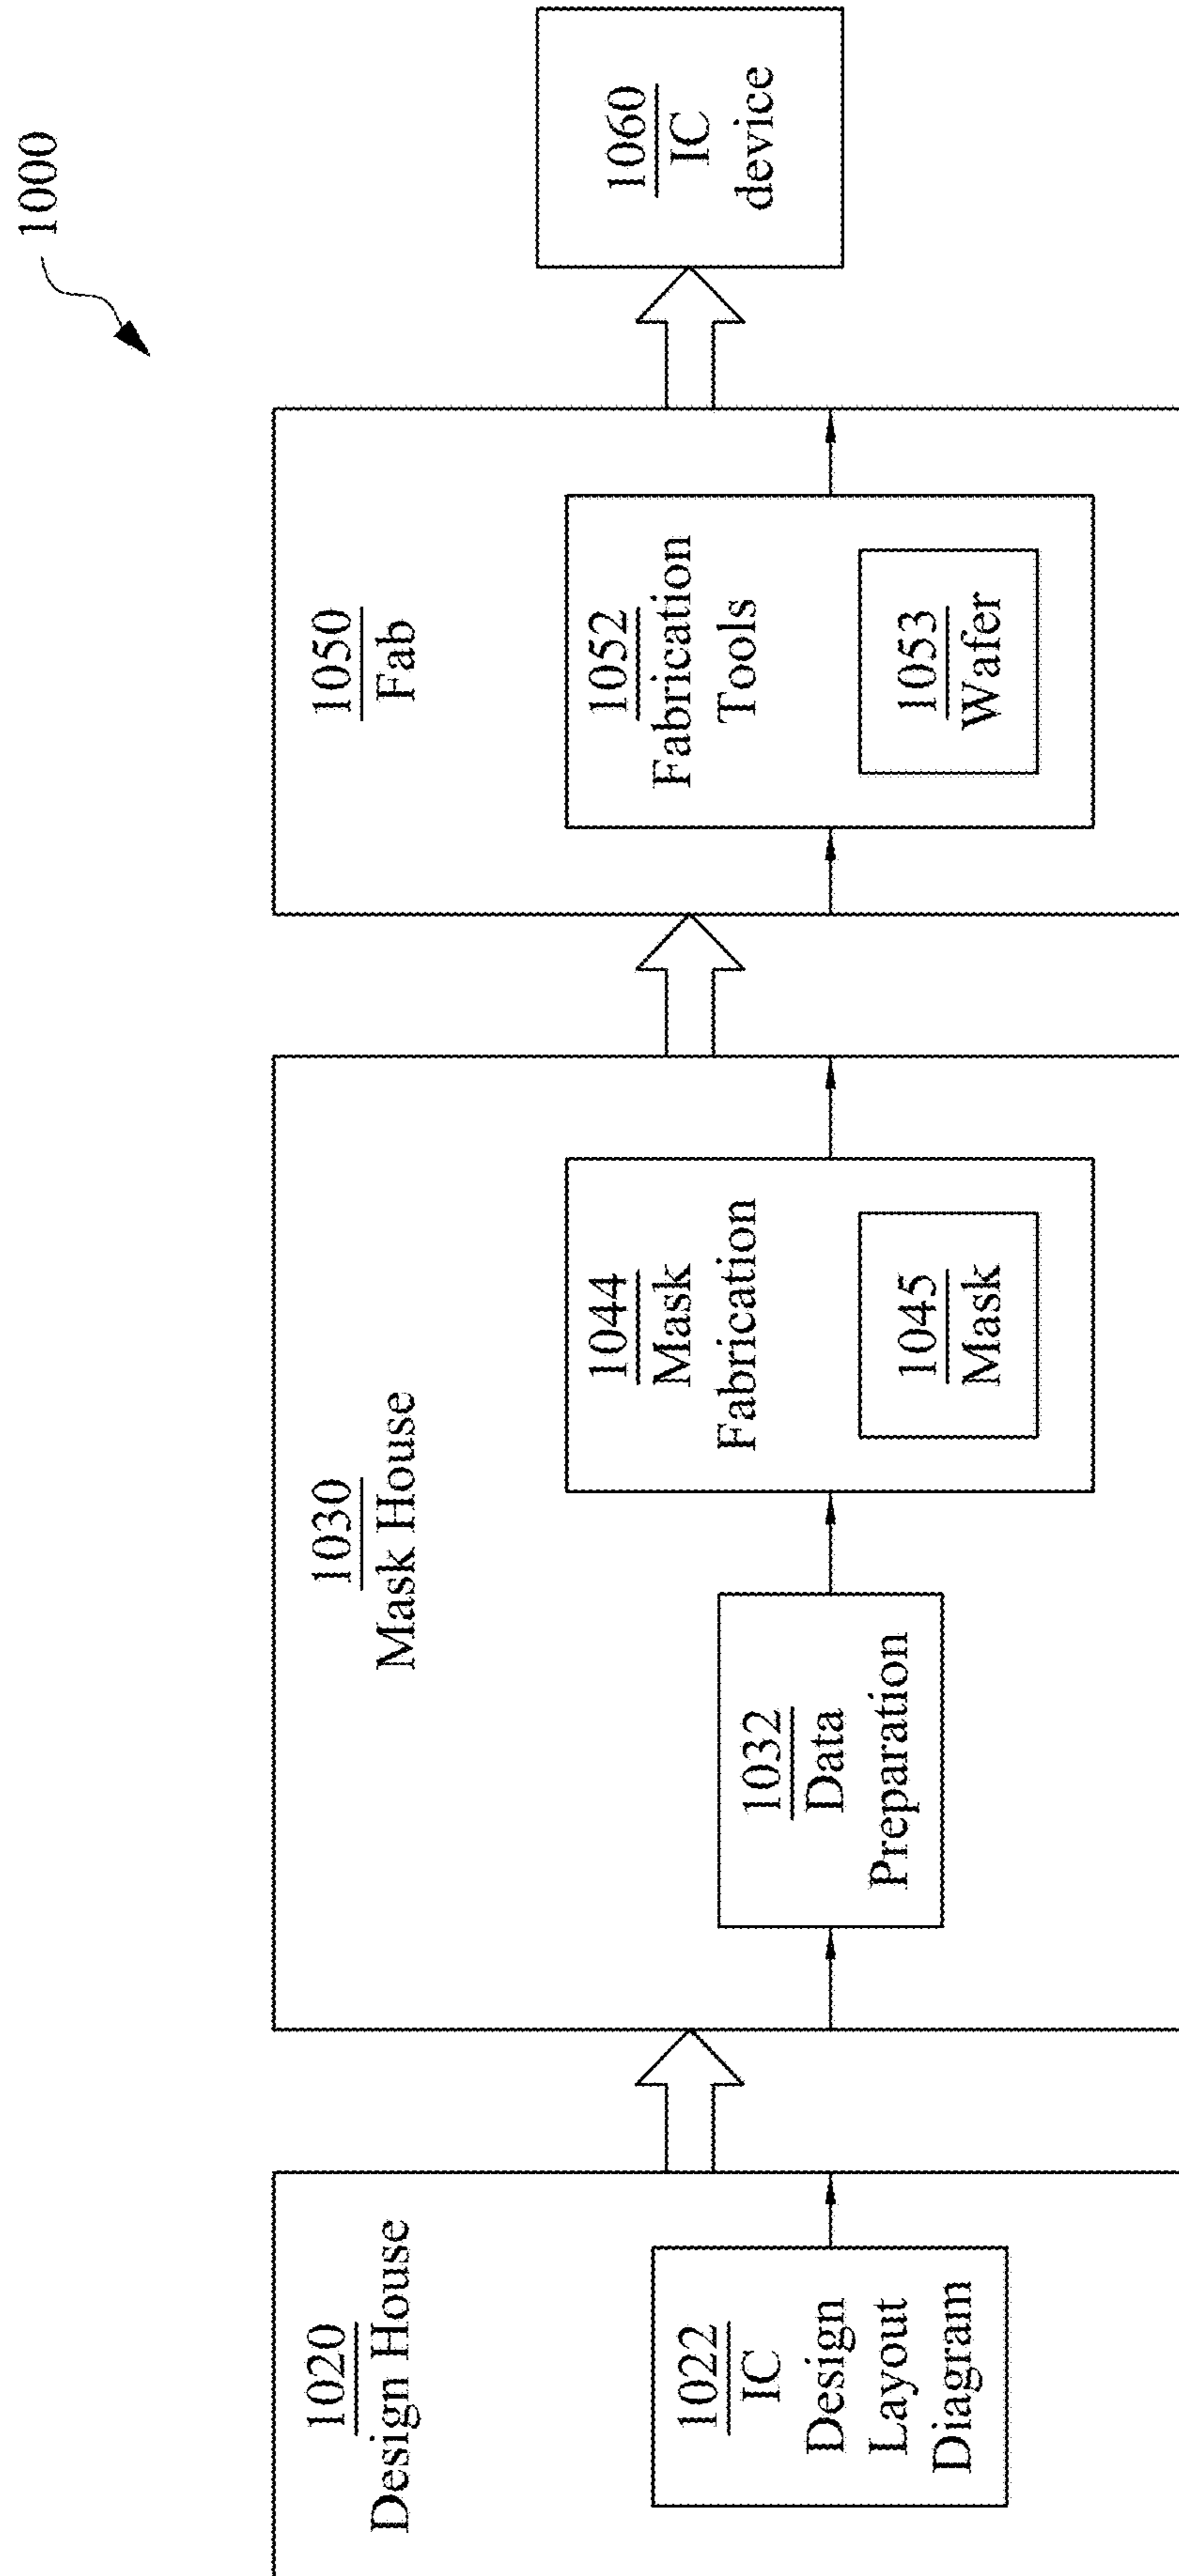 1000
1020
Design House
1022
IC
Design
Layout
Diagram
1030
Mask House
1032
Data
Preparation
1044
Mask
Fabrication
1045
Mask
1050
Fab
1052
Fabrication
Tools
1053
Wafer
1060
IC
device